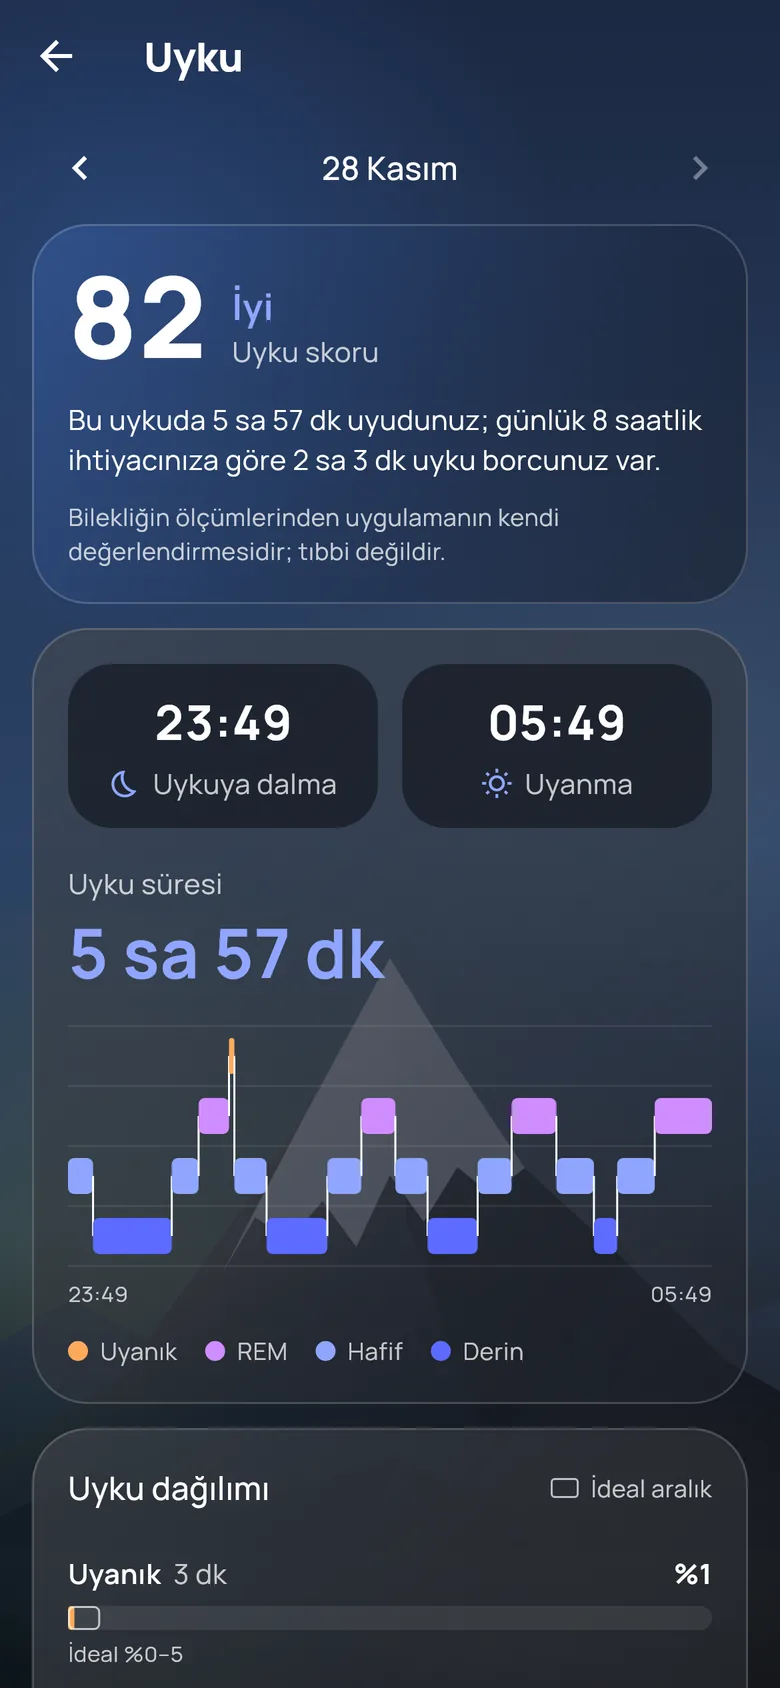 Uyku
28 Kasım
82
İyi
Uyku skoru
Bu uykuda 5 sa 57 dk uyudunuz; günlük 8 saatlik
ihtiyacınıza göre 2 sa 3 dk uyku borcunuz var.
Bilekliğin ölçümlerinden uygulamanın kendi
değerlendirmesidir; tıbbi değildir.
23:49
Uykuya dalma
05:49
Uyanma
Uyku süresi
5 sa 57 dk
23:49
05:49
Uyanık
REM
Hafif
Derin
Uyku dağılımı
İdeal aralık
Uyanık 3 dk
%1
İdeal %0–5